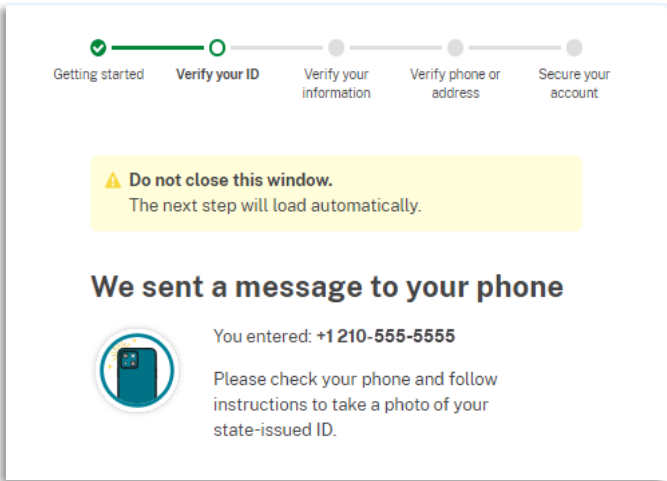 Getting started
Verify your ID
Verify your
information
Verify phone or
address
Secure your
account
Do not close this window.
The next step will load automatically.
We sent a message to your phone
You entered: +1 210-555-5555
Please check your phone and follow
instructions to take a photo of your
state-issued ID.